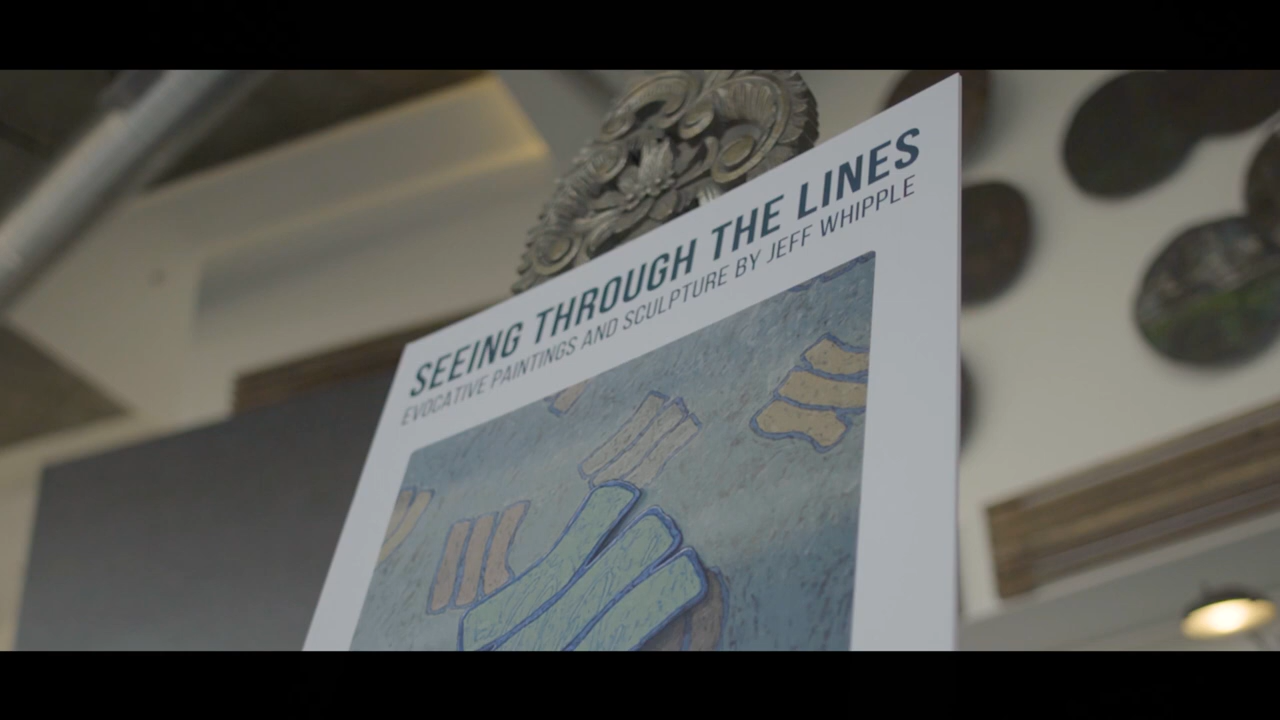 SEEING THROUGH THE LINES
EVOCATIVE PAINTINGS AND SCULPTURE BY JEFF WHIPPLE